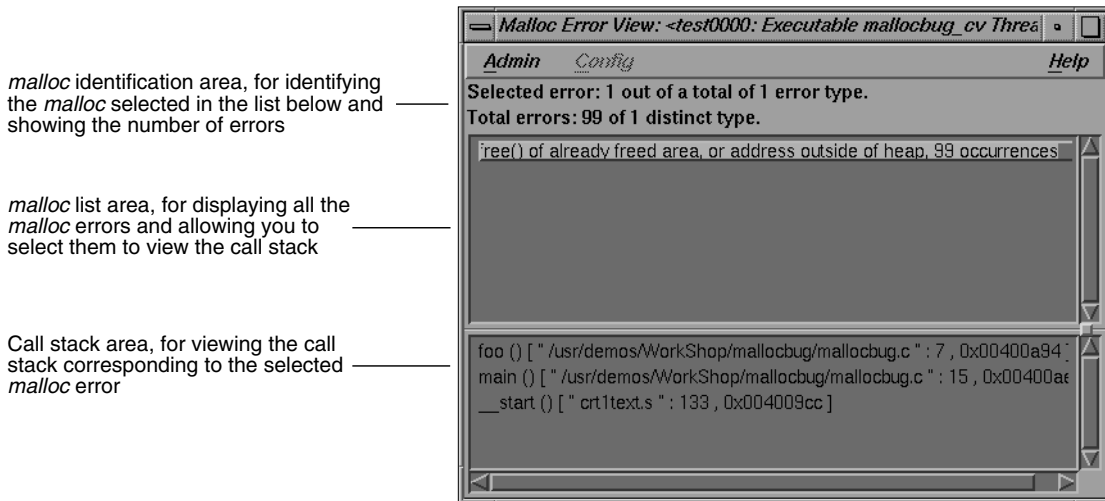 malloc identification area, for identifying
the malloc selected in the list below and
showing the number of errors
malloc list area, for displaying all the
malloc errors and allowing you to
select them to view the call stack
Call stack area, for viewing the call
stack corresponding to the selected
malloc error
Malloc Error View: <test0000: Executable mallocbug_cv Threa
Admin Config Help
Selected error: 1 out of a total of 1 error type.
Total errors: 99 of 1 distinct type.
free() of already freed area, or address outside of heap, 99 occurrences
foo () [ " /usr/demos/WorkShop/mallocbug/mallocbug.c " : 7 , 0x00400a94 ]
main () [ " /usr/demos/WorkShop/mallocbug/mallocbug.c " : 15 , 0x00400ae
__start () [ " crt1text.s " : 133 , 0x004009cc ]